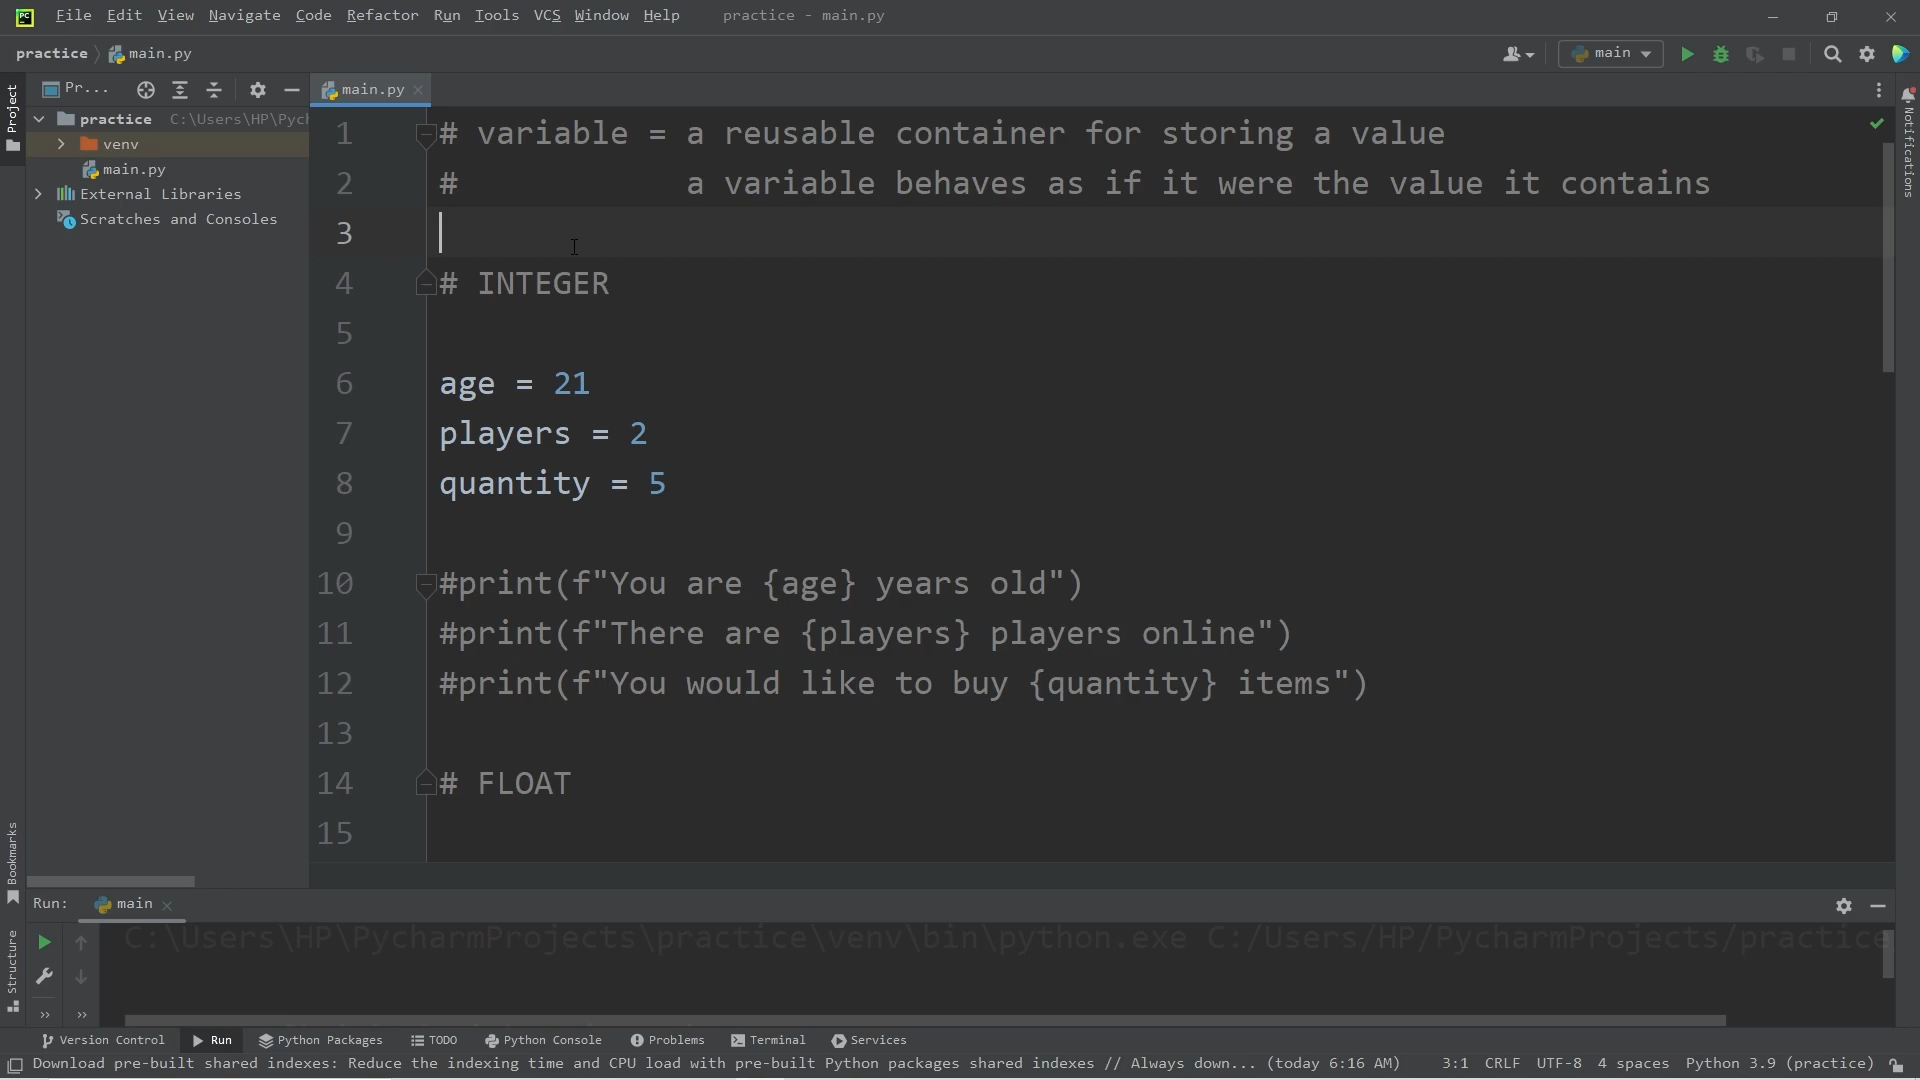 File Edit View Navigate Code Refactor Run Tools VCS Window Help practice - main.py
practice main.py main
Pr... main.py
Project
practice C:\Users\HP\Pych
venv
main.py
External Libraries
Scratches and Consoles
1 # variable = a reusable container for storing a value
2 # a variable behaves as if it were the value it contains
3
4 # INTEGER
5
6 age = 21
7 players = 2
8 quantity = 5
9
10 #print(f"You are {age} years old")
11 #print(f"There are {players} players online")
12 #print(f"You would like to buy {quantity} items")
13
14 # FLOAT
15
Notifications
Bookmarks
Structure
Run: main
C:\Users\HP\PycharmProjects\practice\venv\bin\python.exe C:/Users/HP/PycharmProjects/practice
Version Control Run Python Packages TODO Python Console Problems Terminal Services
Download pre-built shared indexes: Reduce the indexing time and CPU load with pre-built Python packages shared indexes // Always down... (today 6:16 AM) 3:1 CRLF UTF-8 4 spaces Python 3.9 (practice)